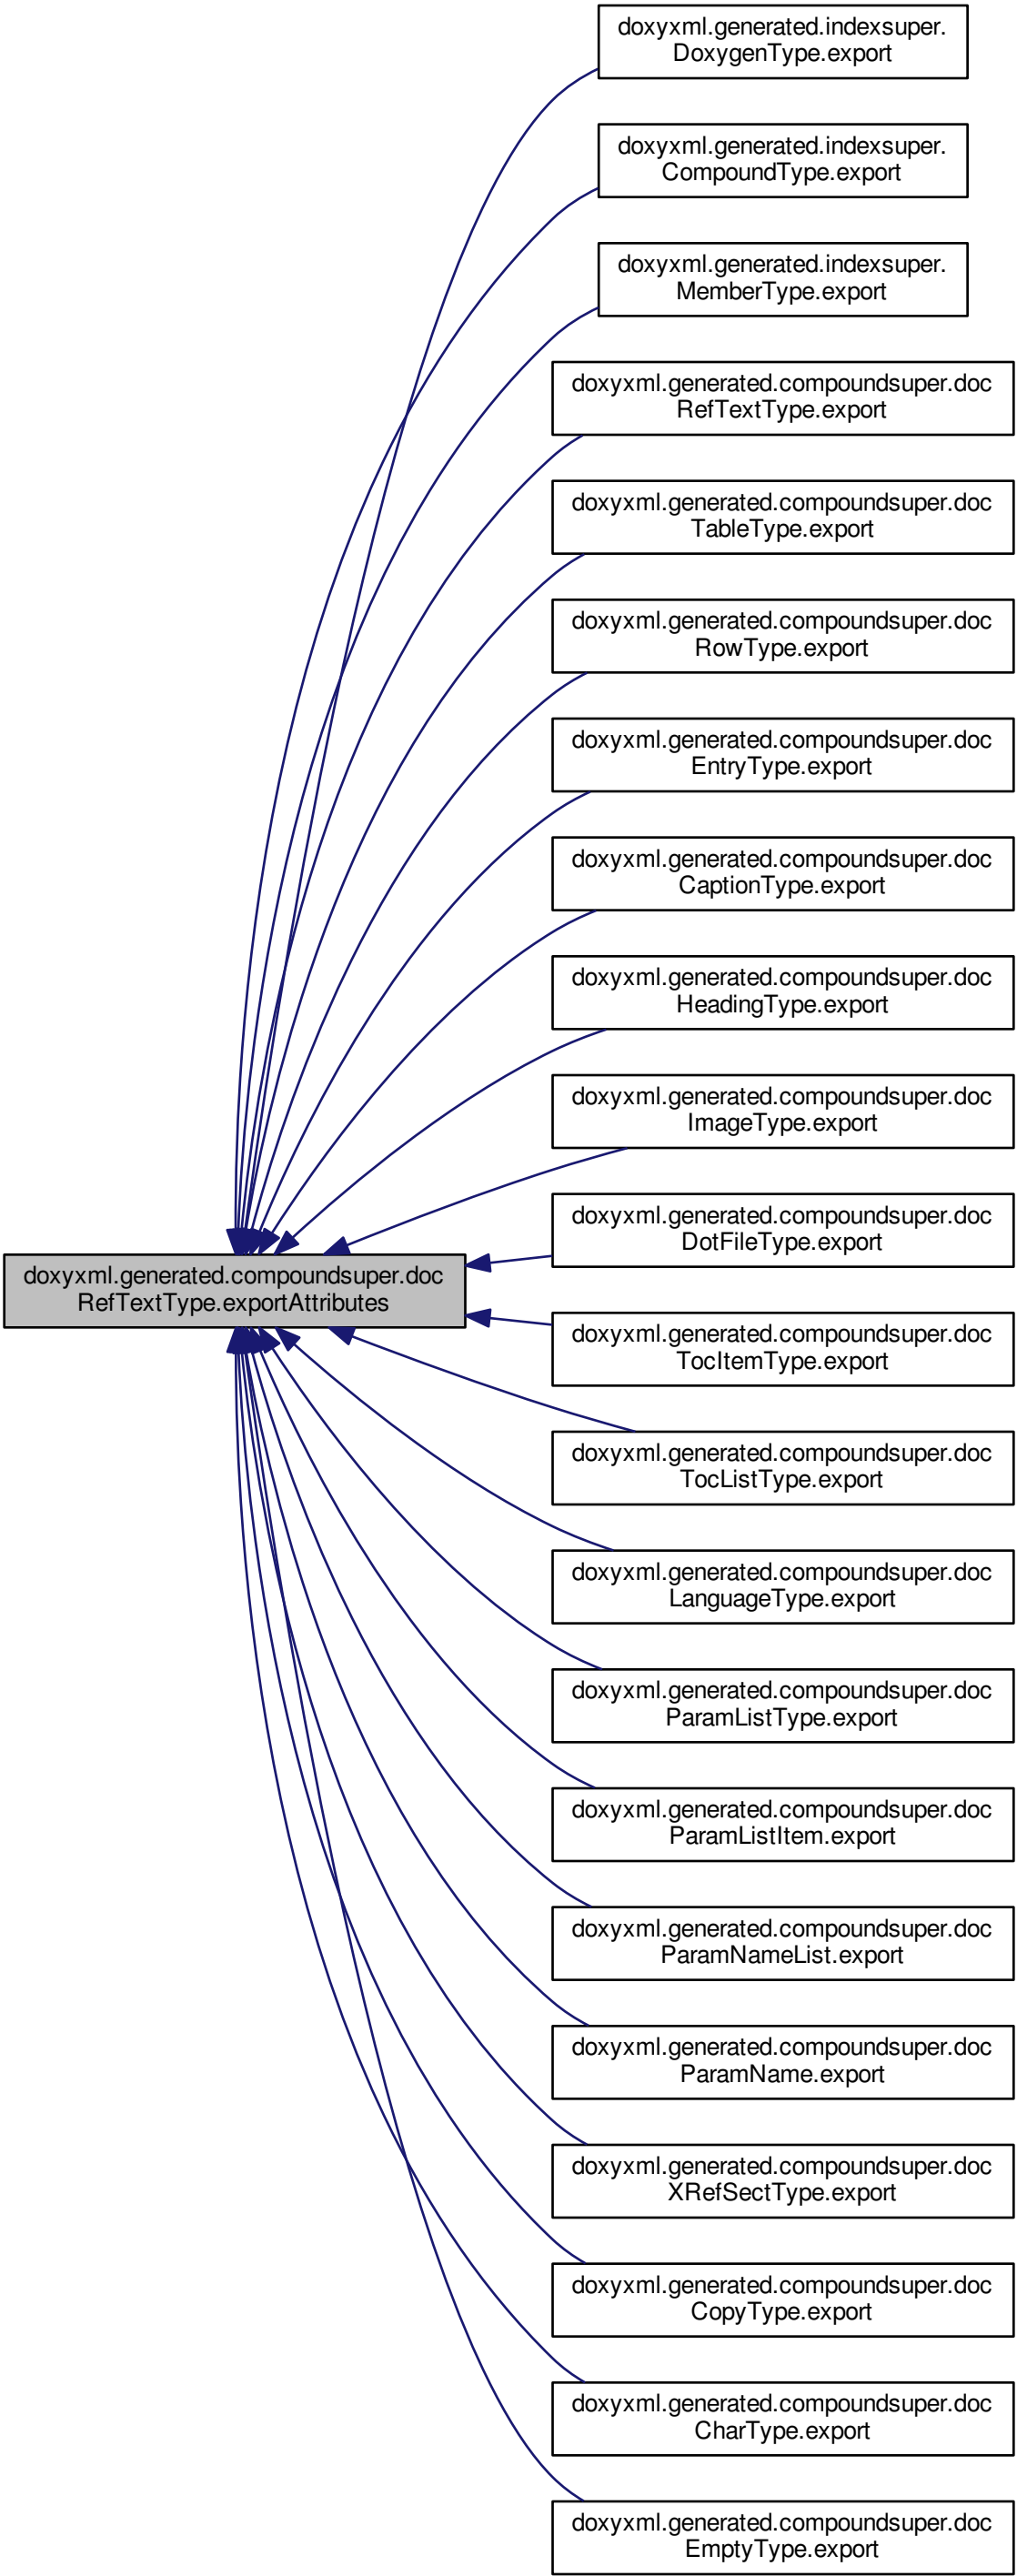 doxyxml.generated.indexsuper.
DoxygenType.export
doxyxml.generated.indexsuper.
CompoundType.export
doxyxml.generated.indexsuper.
MemberType.export
doxyxml.generated.compoundsuper.doc
RefTextType.export
doxyxml.generated.compoundsuper.doc
TableType.export
doxyxml.generated.compoundsuper.doc
RowType.export
doxyxml.generated.compoundsuper.doc
EntryType.export
doxyxml.generated.compoundsuper.doc
CaptionType.export
doxyxml.generated.compoundsuper.doc
HeadingType.export
doxyxml.generated.compoundsuper.doc
ImageType.export
doxyxml.generated.compoundsuper.doc
DotFileType.export
doxyxml.generated.compoundsuper.doc
RefTextType.exportAttributes
doxyxml.generated.compoundsuper.doc
TocItemType.export
doxyxml.generated.compoundsuper.doc
TocListType.export
doxyxml.generated.compoundsuper.doc
LanguageType.export
doxyxml.generated.compoundsuper.doc
ParamListType.export
doxyxml.generated.compoundsuper.doc
ParamListItem.export
doxyxml.generated.compoundsuper.doc
ParamNameList.export
doxyxml.generated.compoundsuper.doc
ParamName.export
doxyxml.generated.compoundsuper.doc
XRefSectType.export
doxyxml.generated.compoundsuper.doc
CopyType.export
doxyxml.generated.compoundsuper.doc
CharType.export
doxyxml.generated.compoundsuper.doc
EmptyType.export